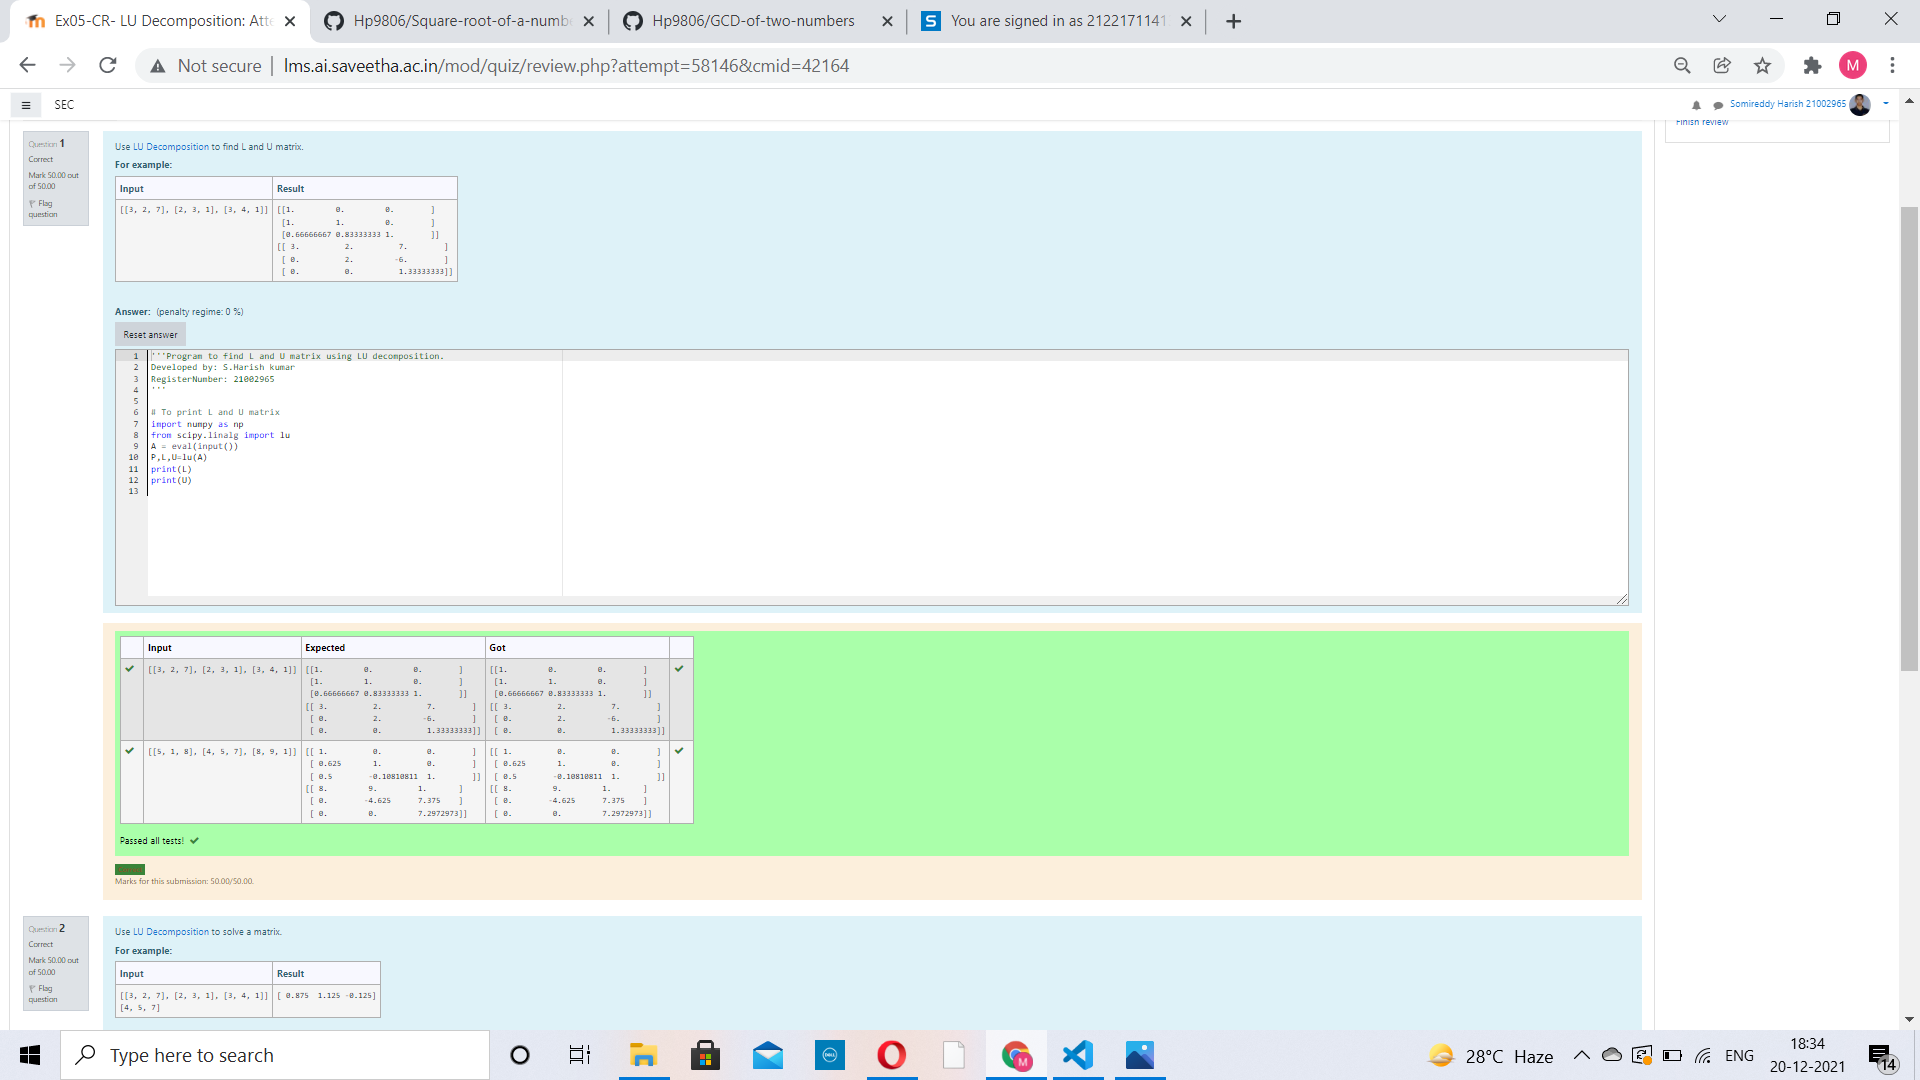 Ex05-CR- LU Decomposition: Atte
Hp9806/Square-root-of-a-numbe
Hp9806/GCD-of-two-numbers
You are signed in as 2122171141
Not secure | lms.ai.saveetha.ac.in/mod/quiz/review.php?attempt=58146&cmid=42164
M
SEC
Somireddy Harish 21002965
Finish review
Question 1
Correct
Mark 50.00 out
of 50.00
Flag
question
Use LU Decomposition to find L and U matrix.
For example:
Input Result
[[3, 2, 7], [2, 3, 1], [3, 4, 1]] [[1. 0. 0. ]
[1. 1. 0. ]
[0.66666667 0.83333333 1. ]]
[[ 3. 2. 7. ]
[ 0. 2. -6. ]
[ 0. 0. 1.33333333]]
Answer: (penalty regime: 0 %)
Reset answer
1 '''Program to find L and U matrix using LU decomposition.
2 Developed by: S.Harish kumar
3 RegisterNumber: 21002965
4 '''
5
6 # To print L and U matrix
7 import numpy as np
8 from scipy.linalg import lu
9 A = eval(input())
10 P,L,U=lu(A)
11 print(L)
12 print(U)
13
Input Expected Got
[[3, 2, 7], [2, 3, 1], [3, 4, 1]] [[1. 0. 0. ] [[1. 0. 0. ]
[1. 1. 0. ] [1. 1. 0. ]
[0.66666667 0.83333333 1. ]] [0.66666667 0.83333333 1. ]]
[[ 3. 2. 7. ] [[ 3. 2. 7. ]
[ 0. 2. -6. ] [ 0. 2. -6. ]
[ 0. 0. 1.33333333]] [ 0. 0. 1.33333333]]
[[5, 1, 8], [4, 5, 7], [8, 9, 1]] [[ 1. 0. 0. ] [[ 1. 0. 0. ]
[ 0.625 1. 0. ] [ 0.625 1. 0. ]
[ 0.5 -0.10810811 1. ]] [ 0.5 -0.10810811 1. ]]
[[ 8. 9. 1. ] [[ 8. 9. 1. ]
[ 0. -4.625 7.375 ] [ 0. -4.625 7.375 ]
[ 0. 0. 7.2972973]] [ 0. 0. 7.2972973]]
Passed all tests!
Marks for this submission: 50.00/50.00.
Question 2
Correct
Mark 50.00 out
of 50.00
Flag
question
Use LU Decomposition to solve a matrix.
For example:
Input Result
[[3, 2, 7], [2, 3, 1], [3, 4, 1]] [ 0.875 1.125 -0.125]
[4, 5, 7]
Type here to search
28°C Haze
ENG
18:34
20-12-2021
14